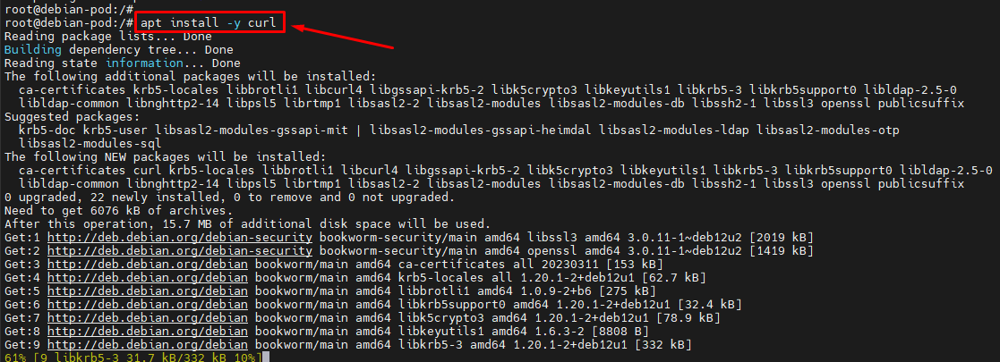 root@debian-pod:/#
root@debian-pod:/# apt install -y curl
Reading package lists... Done
Building dependency tree... Done
Reading state information... Done
The following additional packages will be installed:
  ca-certificates krb5-locales libbrotli1 libcurl4 libgssapi-krb5-2 libk5crypto3 libkeyutils1 libkrb5-3 libkrb5support0 libldap-2.5-0
  libldap-common libnghttp2-14 libpsl5 librtmp1 libsasl2-2 libsasl2-modules libsasl2-modules-db libssh2-1 libssl3 openssl publicsuffix
Suggested packages:
  krb5-doc krb5-user libsasl2-modules-gssapi-mit | libsasl2-modules-gssapi-heimdal libsasl2-modules-ldap libsasl2-modules-otp
  libsasl2-modules-sql
The following NEW packages will be installed:
  ca-certificates curl krb5-locales libbrotli1 libcurl4 libgssapi-krb5-2 libk5crypto3 libkeyutils1 libkrb5-3 libkrb5support0 libldap-2.5-0
  libldap-common libnghttp2-14 libpsl5 librtmp1 libsasl2-2 libsasl2-modules libsasl2-modules-db libssh2-1 libssl3 openssl publicsuffix
0 upgraded, 22 newly installed, 0 to remove and 0 not upgraded.
Need to get 6076 kB of archives.
After this operation, 15.7 MB of additional disk space will be used.
Get:1 http://deb.debian.org/debian-security bookworm-security/main amd64 libssl3 amd64 3.0.11-1~deb12u2 [2019 kB]
Get:2 http://deb.debian.org/debian-security bookworm-security/main amd64 openssl amd64 3.0.11-1~deb12u2 [1419 kB]
Get:3 http://deb.debian.org/debian bookworm/main amd64 ca-certificates all 20230311 [153 kB]
Get:4 http://deb.debian.org/debian bookworm/main amd64 krb5-locales all 1.20.1-2+deb12u1 [62.7 kB]
Get:5 http://deb.debian.org/debian bookworm/main amd64 libbrotli1 amd64 1.0.9-2+b6 [275 kB]
Get:6 http://deb.debian.org/debian bookworm/main amd64 libkrb5support0 amd64 1.20.1-2+deb12u1 [32.4 kB]
Get:7 http://deb.debian.org/debian bookworm/main amd64 libk5crypto3 amd64 1.20.1-2+deb12u1 [78.9 kB]
Get:8 http://deb.debian.org/debian bookworm/main amd64 libkeyutils1 amd64 1.6.3-2 [8808 B]
Get:9 http://deb.debian.org/debian bookworm/main amd64 libkrb5-3 amd64 1.20.1-2+deb12u1 [332 kB]
61% [9 libkrb5-3 31.7 kB/332 kB 10%]